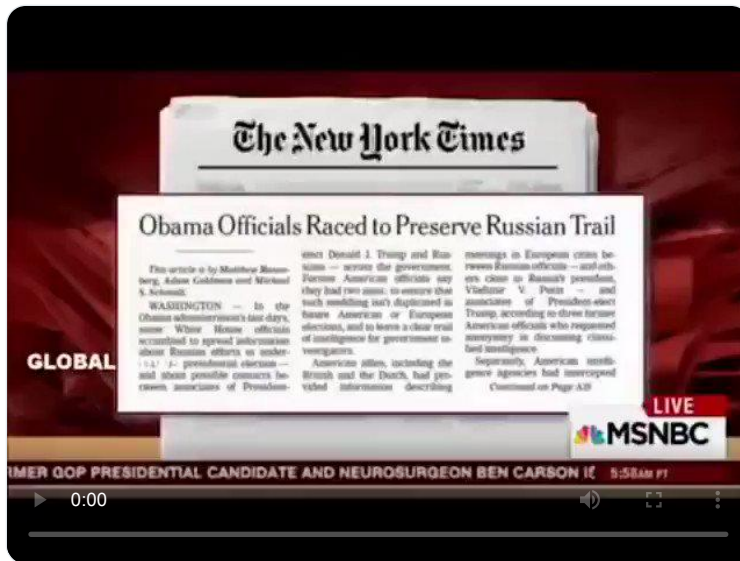 The New York Times
Obama Officials Raced to Preserve Russian Trail
This article is by Matthew Rosen-
berg, Adam Goldman and Michael
S. Schmidt.
WASHINGTON — In the
Obama administration's last days,
some White House officials
scrambled to spread information
about Russian efforts to under-
presidential election —
and about possible contacts be-
tween associates of President-
elect Donald J. Trump and Rus-
sians — across the government.
Former American officials say
they had two aims: to ensure that
such meddling isn't duplicated in
future American or European
elections, and to leave a clear trail
of intelligence for government in-
vestigators.
American allies, including the
British and the Dutch, had pro-
vided information describing
meetings in European cities be-
tween Russian officials — and oth-
ers close to Russia's president,
Vladimir V. Putin — and
associates of President-elect
Trump, according to three former
American officials who requested
anonymity in discussing classi-
fied intelligence.
Separately, American intelli-
gence agencies had intercepted
Continued on Page A15
GLOBAL
LIVE
MSNBC
RMER GOP PRESIDENTIAL CANDIDATE AND NEUROSURGEON BEN CARSON IS 5:58AM PT
0:00